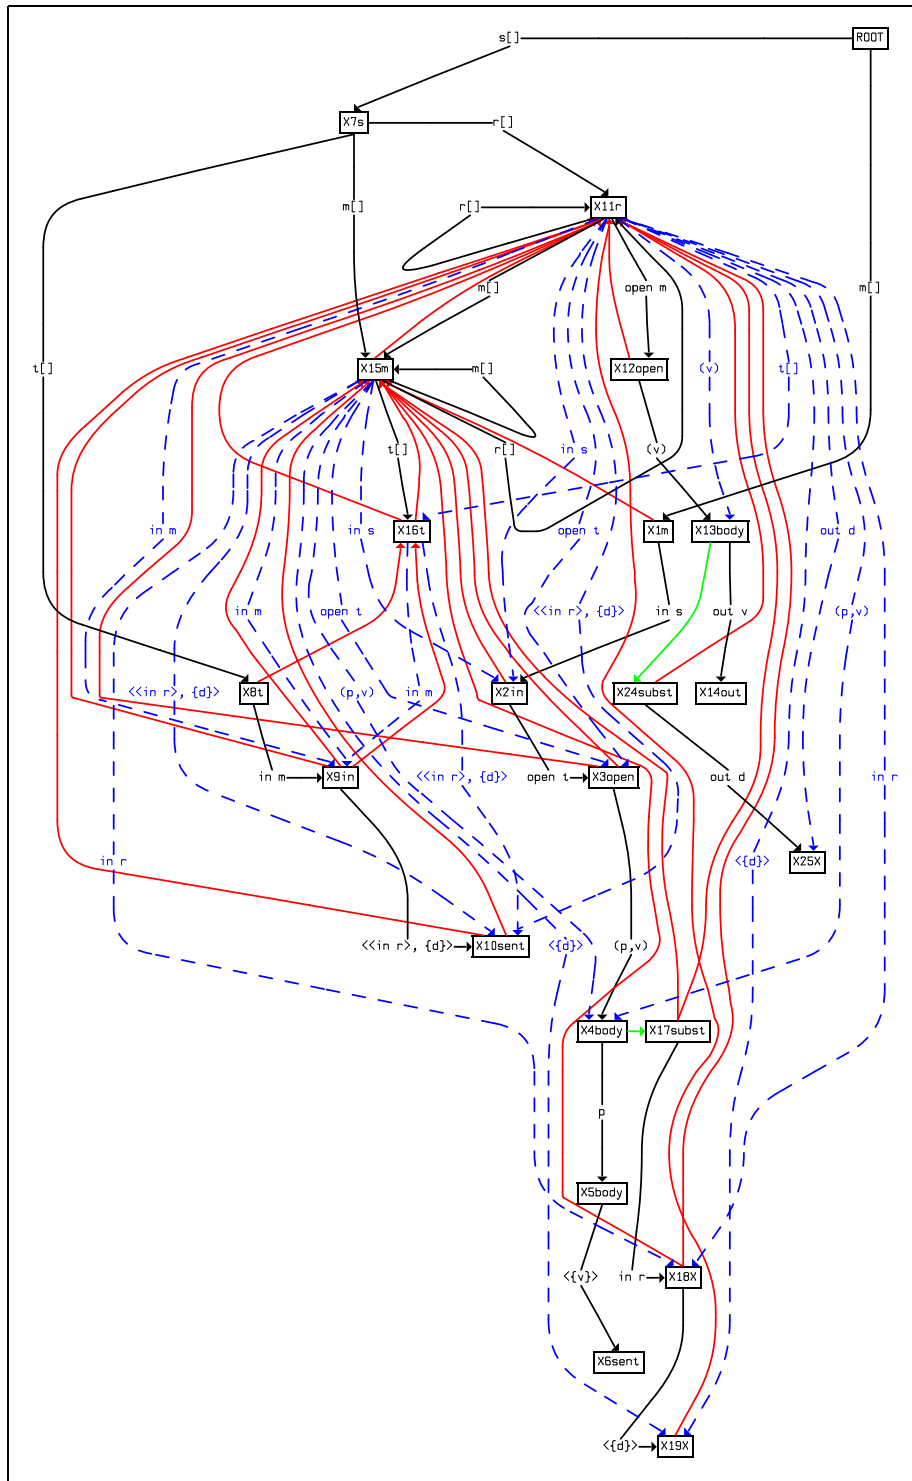 s[] ROOT
X7s r[]
m[] r[] X11r
m[] open m m[]
t[] X15m m[] X12open (v) t[]
t[] r[] in s (v)
in m in s X16t open t X1m X13body out d
in m open t <<in r>, {d}> in s out v (p,v)
X8t <<in r>, {d}> (p,v) in m X2in X24subst X14out
in m X9in <<in r>, {d}> open t X3open out d in r
in r <{d}> X25X
<<in r>, {d}> X10sent <{d}> (p,v)
X4body X17subst
p
X5body
<{v}> in r X18X
X6sent
<{d}> X19X